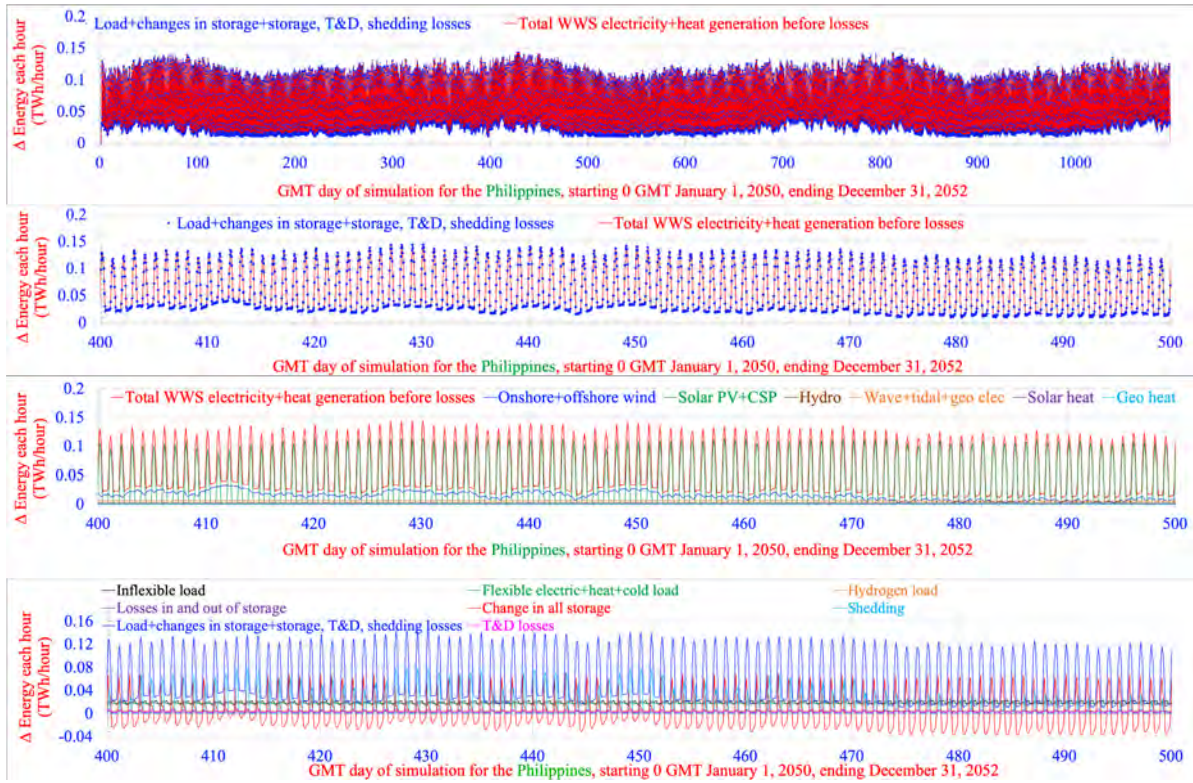 Load+changes in storage+storage, T&D, shedding losses —Total WWS electricity+heat generation before losses
Δ Energy each hour
(TWh/hour)
0.2
0.15
0.1
0.05
0
0 100 200 300 400 500 600 700 800 900 1000
GMT day of simulation for the Philippines, starting 0 GMT January 1, 2050, ending December 31, 2052
Load+changes in storage+storage, T&D, shedding losses —Total WWS electricity+heat generation before losses
Δ Energy each hour
(TWh/hour)
0.2
0.15
0.1
0.05
0
400 410 420 430 440 450 460 470 480 490 500
GMT day of simulation for the Philippines, starting 0 GMT January 1, 2050, ending December 31, 2052
—Total WWS electricity+heat generation before losses —Onshore+offshore wind —Solar PV+CSP —Hydro —Wave+tidal+geo elec —Solar heat —Geo heat
Δ Energy each hour
(TWh/hour)
0.2
0.15
0.1
0.05
0
400 410 420 430 440 450 460 470 480 490 500
GMT day of simulation for the Philippines, starting 0 GMT January 1, 2050, ending December 31, 2052
—Inflexible load —Flexible electric+heat+cold load —Hydrogen load
—Losses in and out of storage —Change in all storage —Shedding
—Load+changes in storage+storage, T&D, shedding losses —T&D losses
Δ Energy each hour
(TWh/hour)
0.16
0.12
0.08
0.04
0
-0.04
400 410 420 430 440 450 460 470 480 490 500
GMT day of simulation for the Philippines, starting 0 GMT January 1, 2050, ending December 31, 2052